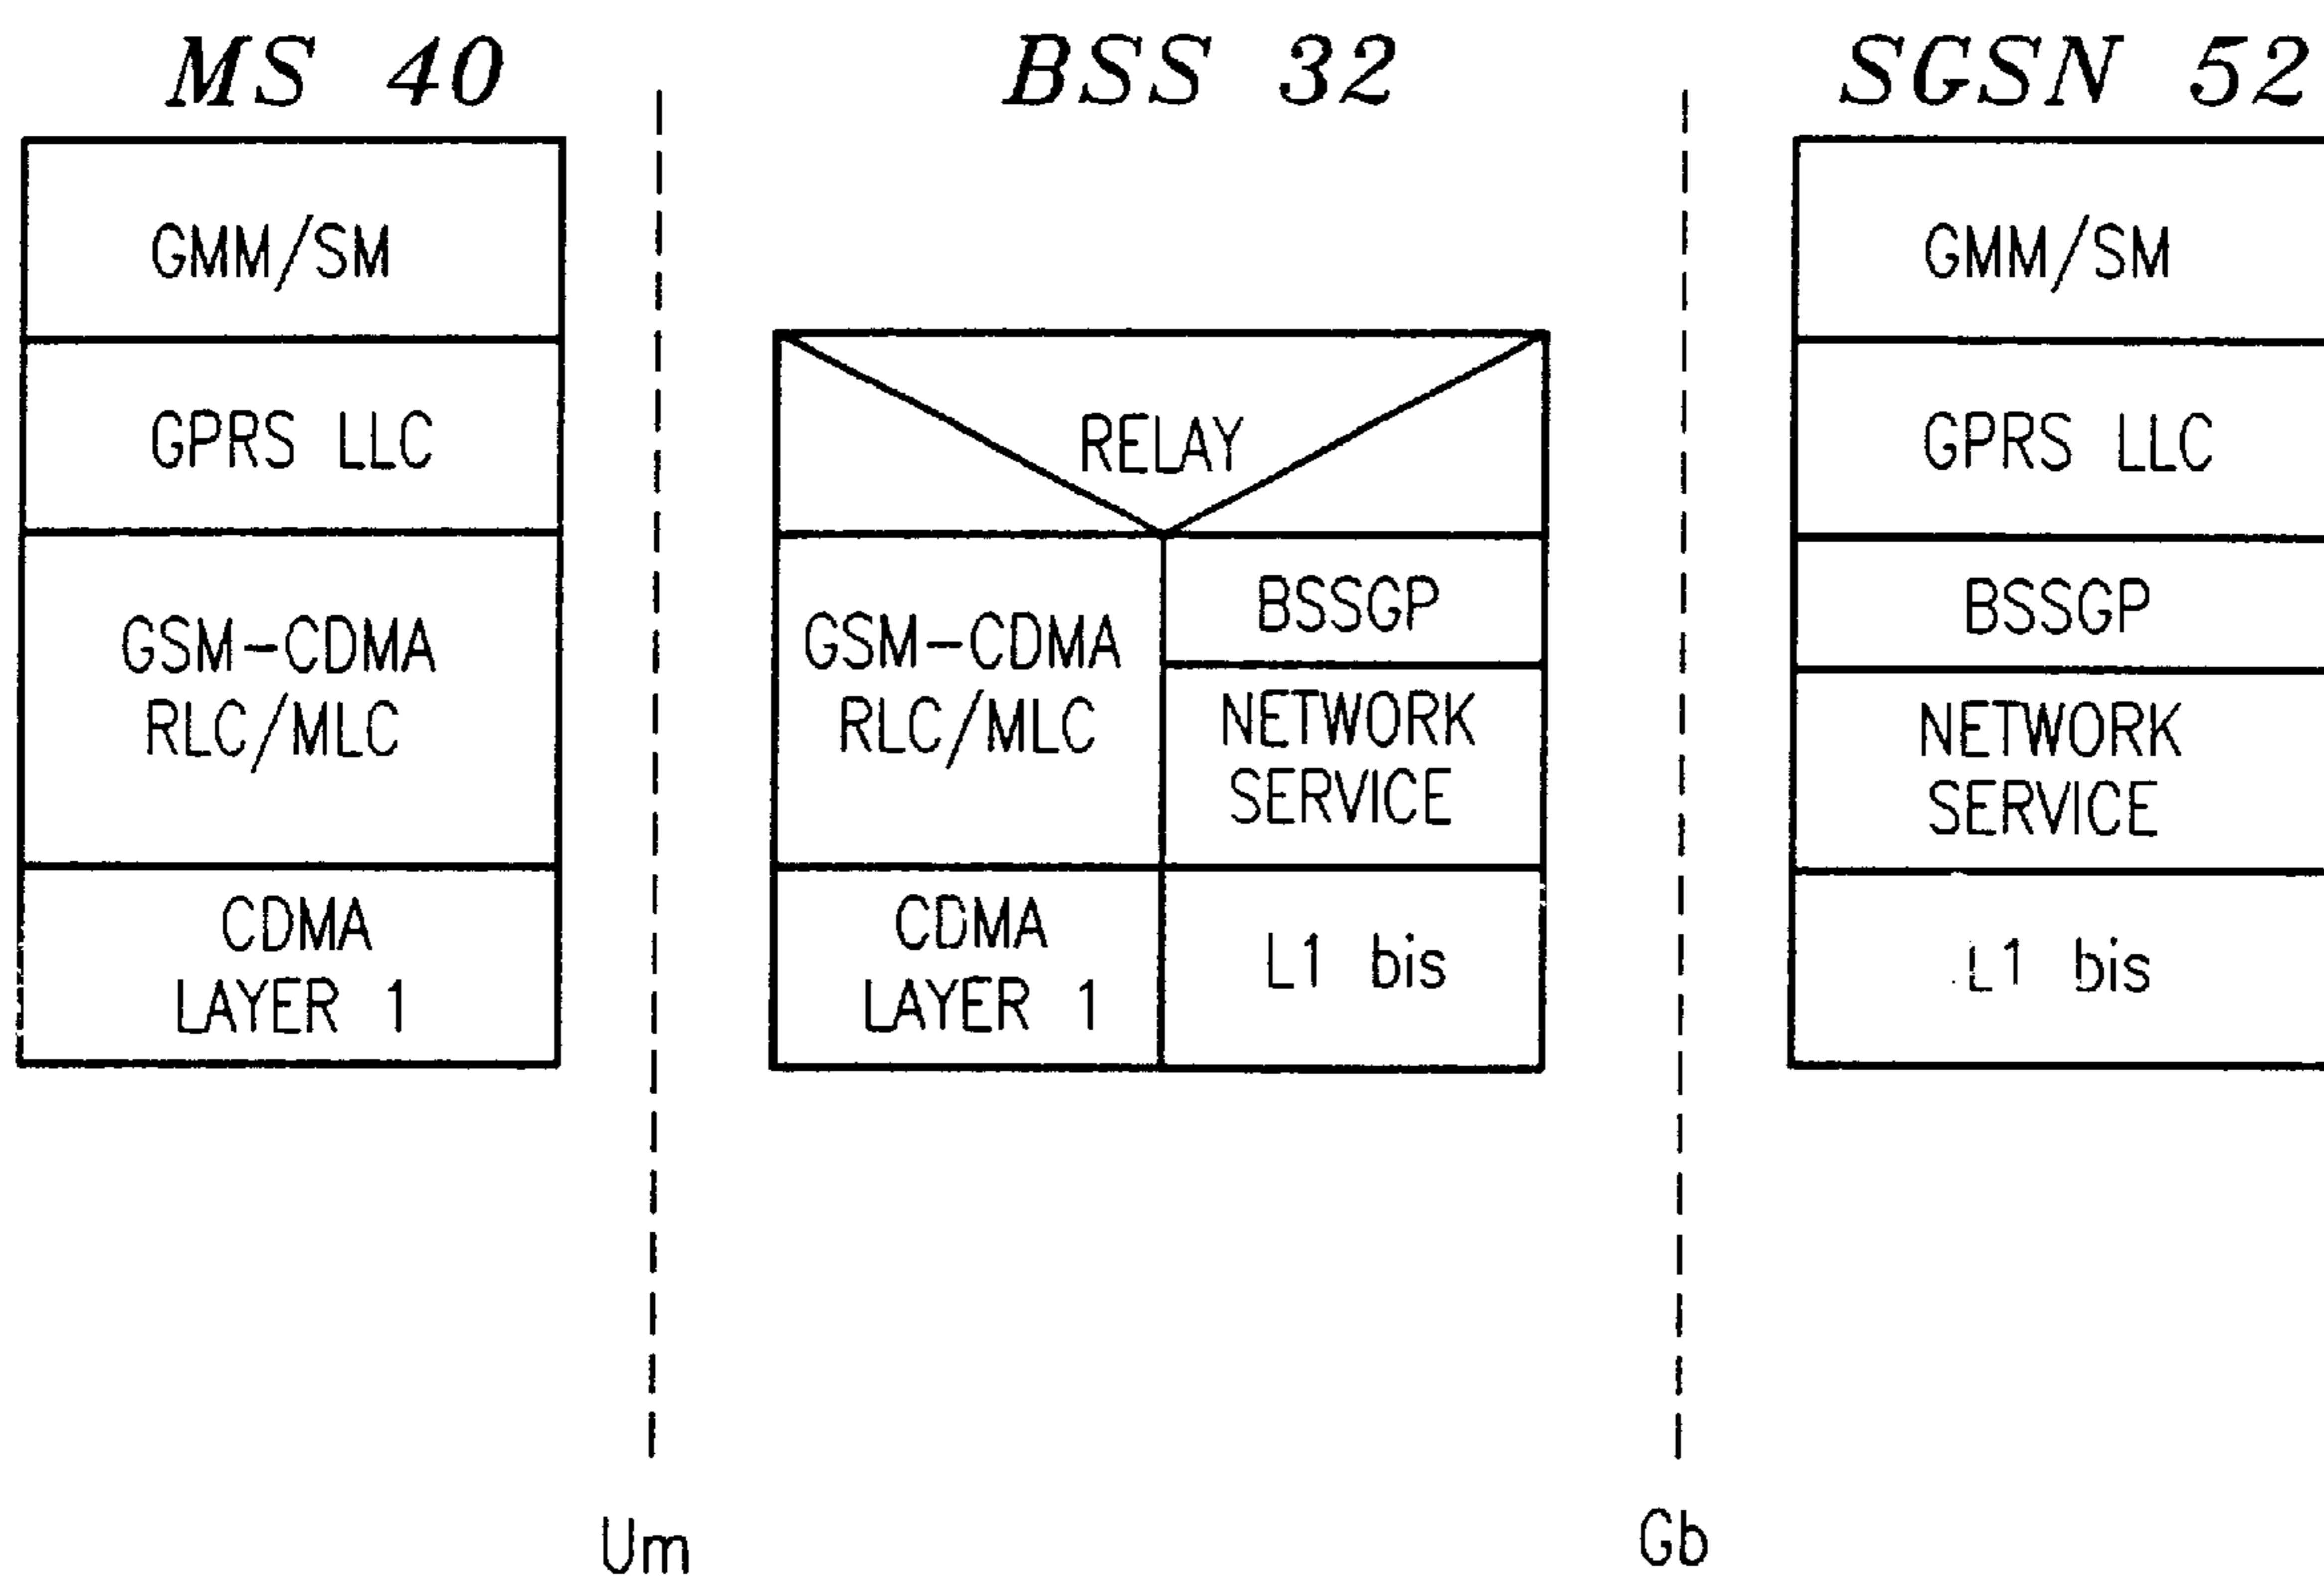 MS 40
BSS 32
SGSN 52
GMM/SM
GPRS LLC
GSM-CDMA
RLC/MLC
CDMA
LAYER 1
RELAY
GSM-CDMA
RLC/MLC
CDMA
LAYER 1
BSSGP
NETWORK
SERVICE
L1 bis
GMM/SM
GPRS LLC
BSSGP
NETWORK
SERVICE
L1 bis
Um
Gb